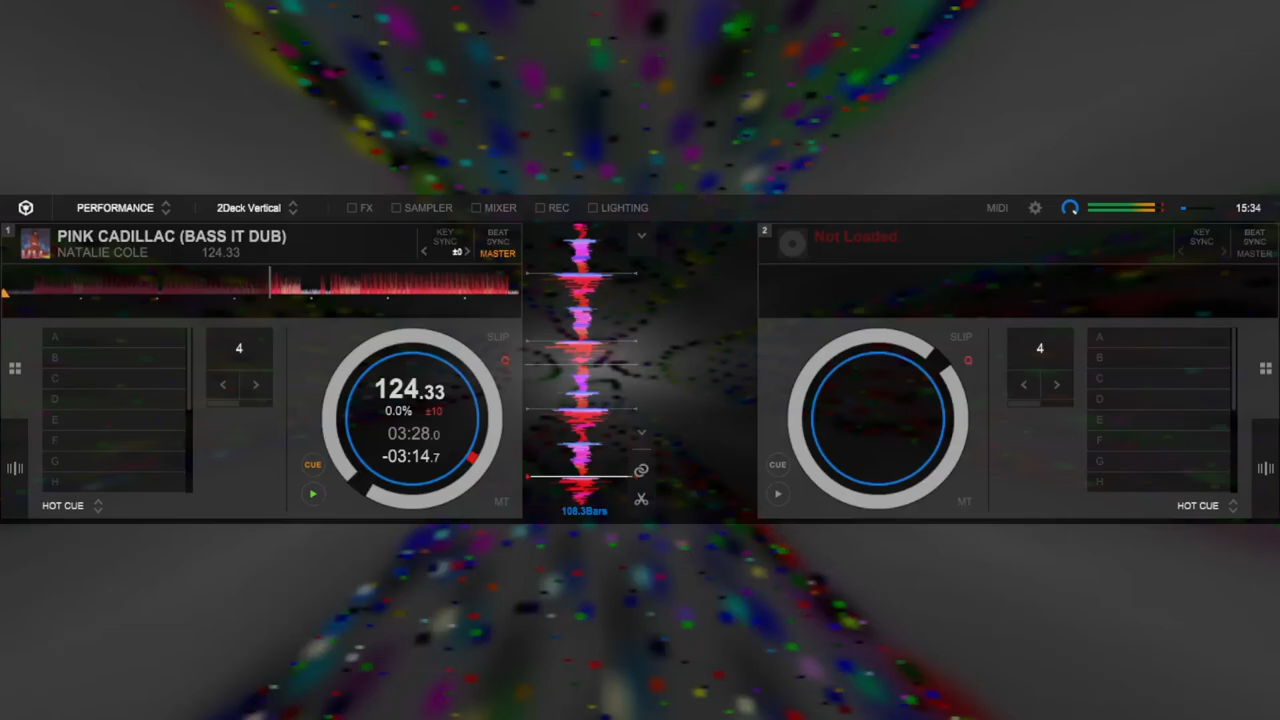 PERFORMANCE 2Deck Vertical FX SAMPLER MIXER REC LIGHTING MIDI 15:34
1 PINK CADILLAC (BASS IT DUB)
NATALIE COLE 124.33
KEY SYNC ±0
BEAT SYNC MASTER
2 Not Loaded
KEY SYNC
BEAT SYNC MASTER
A
B
C
D
E
F
G
H
HOT CUE
4
CUE
SLIP
Q
124.33
0.0% ±10
03:28.0
-03:14.7
MT
108.3Bars
CUE
SLIP
Q
MT
4
A
B
C
D
E
F
G
H
HOT CUE